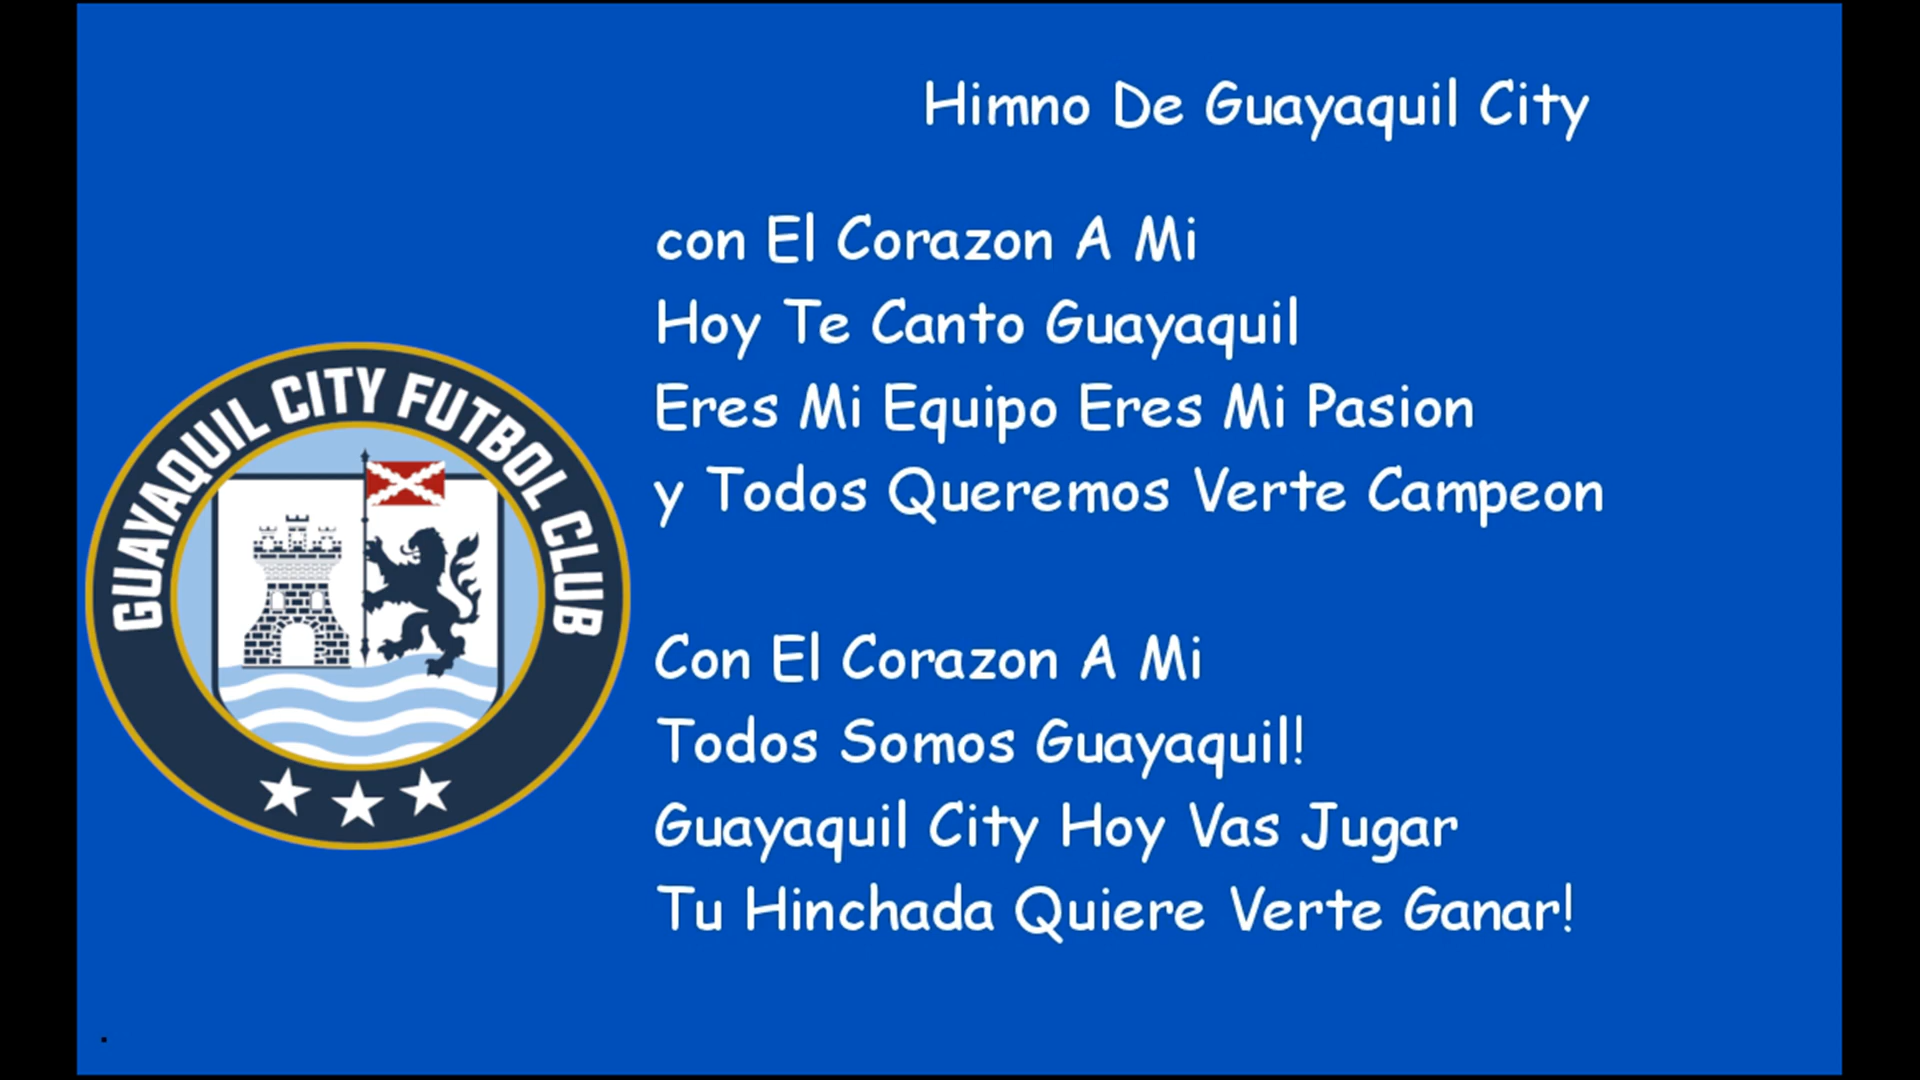 Himno De Guayaquil City
con El Corazon A Mi
Hoy Te Canto Guayaquil
Eres Mi Equipo Eres Mi Pasion
y Todos Queremos Verte Campeon
Con El Corazon A Mi
Todos Somos Guayaquil!
Guayaquil City Hoy Vas Jugar
Tu Hinchada Quiere Verte Ganar!
GUAYAQUIL CITY FUTBOL CLUB
.